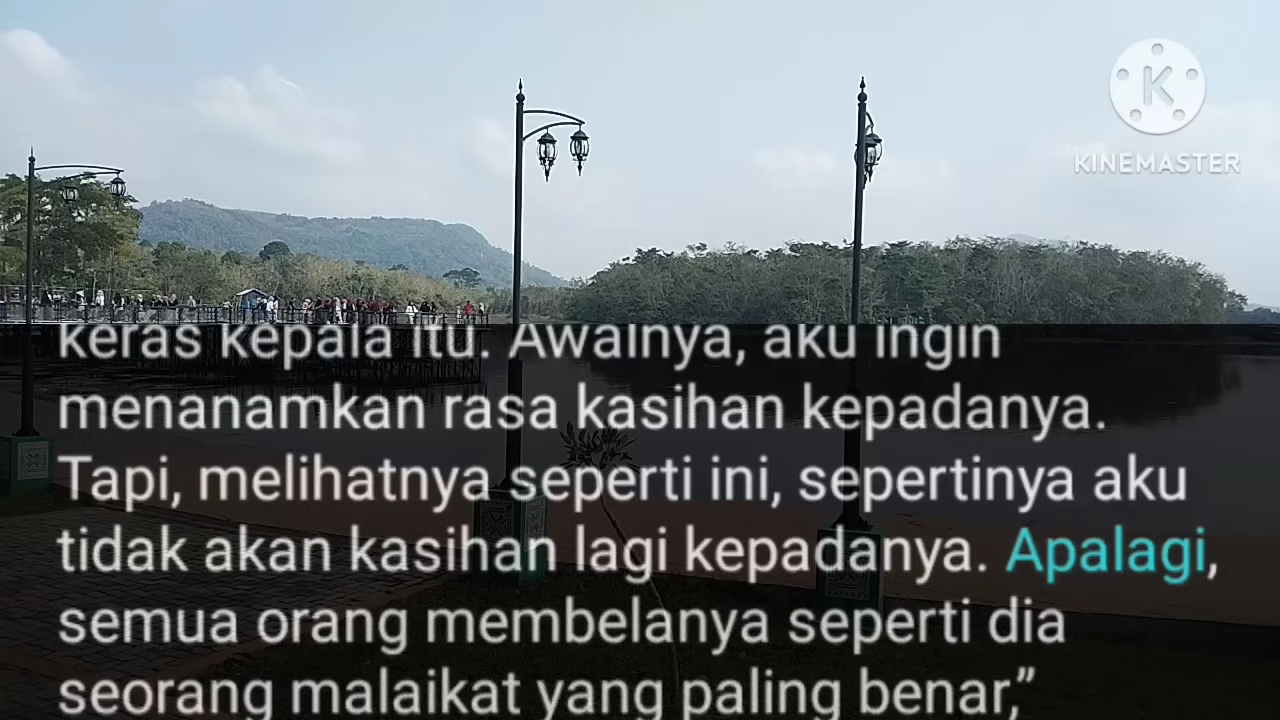 KINEMASTER
keras kepala itu. Awalnya, aku ingin
menanamkan rasa kasihan kepadanya.
Tapi, melihatnya seperti ini, sepertinya aku
tidak akan kasihan lagi kepadanya. Apalagi,
semua orang membelanya seperti dia
seorang malaikat yang paling benar,”